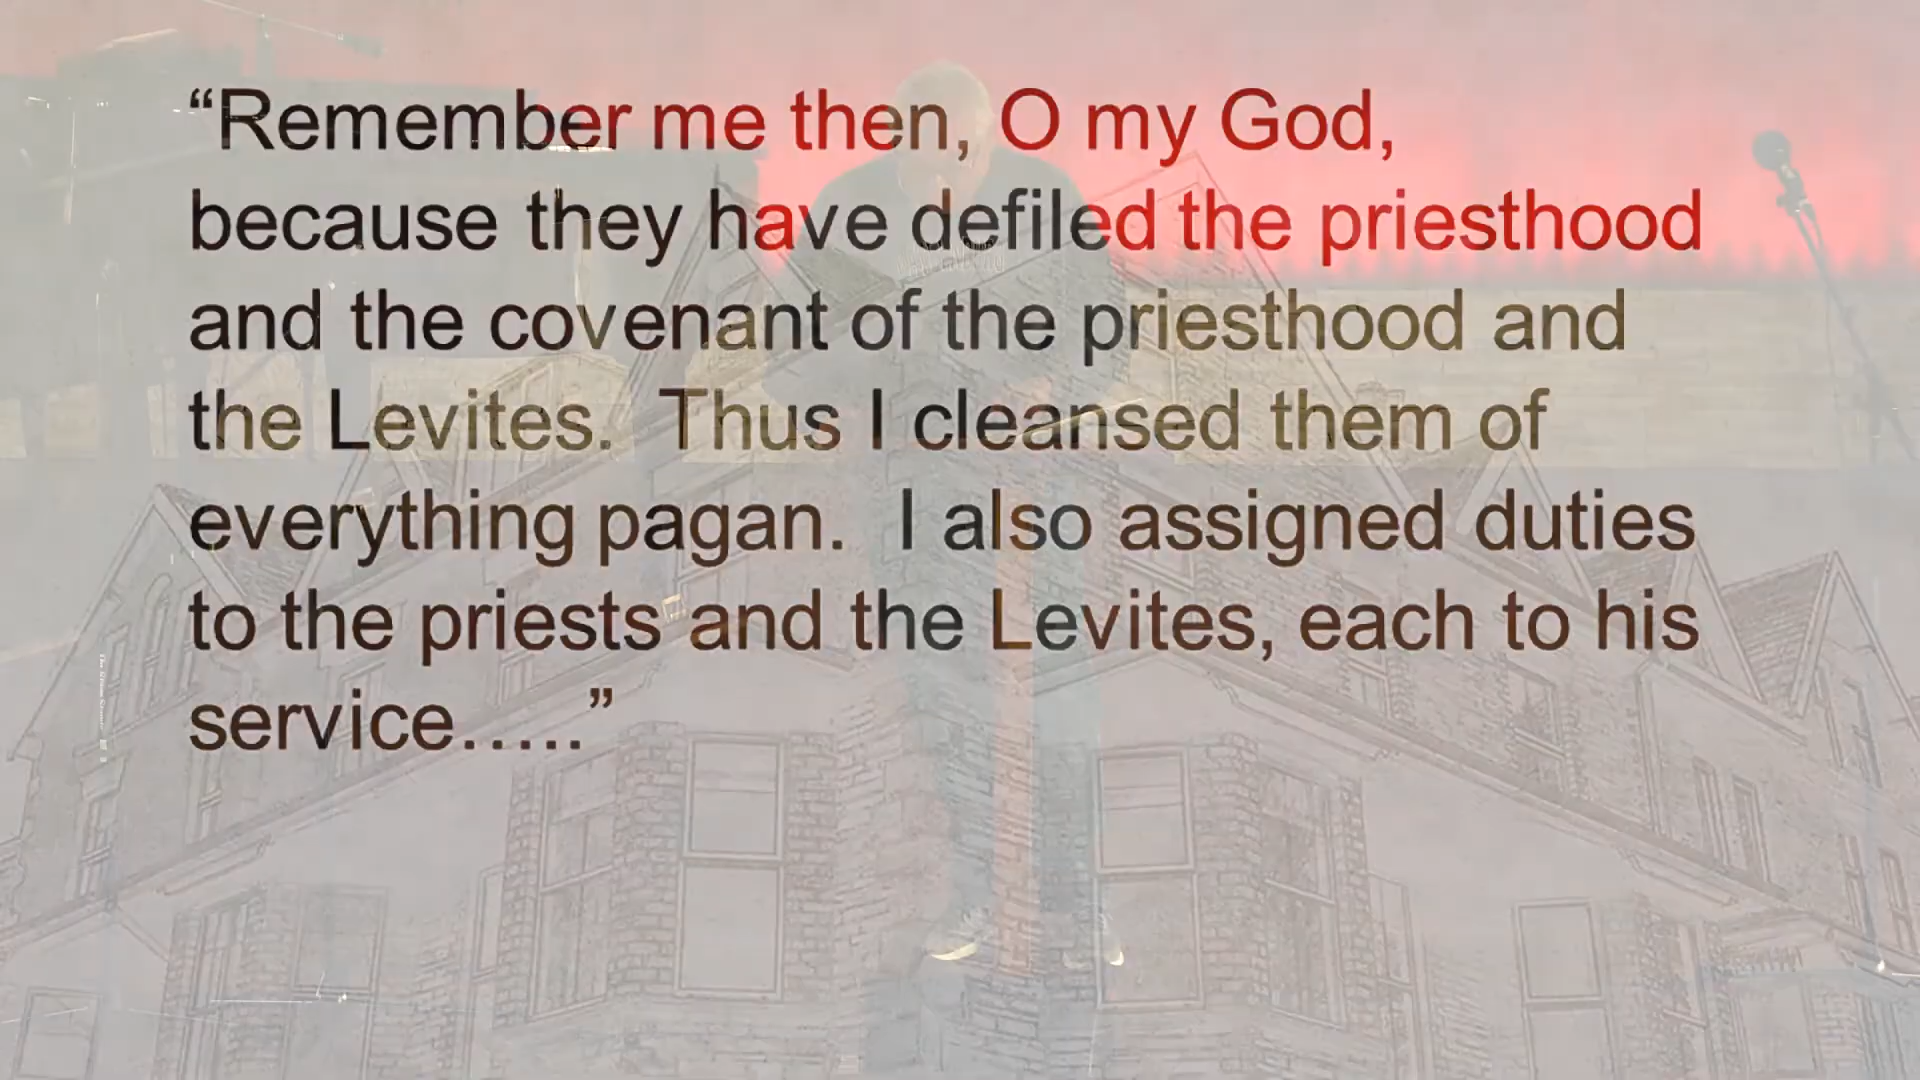 “Remember me then, O my God,
because they have defiled the priesthood
and the covenant of the priesthood and
the Levites.  Thus I cleansed them of
everything pagan.  I also assigned duties
to the priests and the Levites, each to his
service…..”